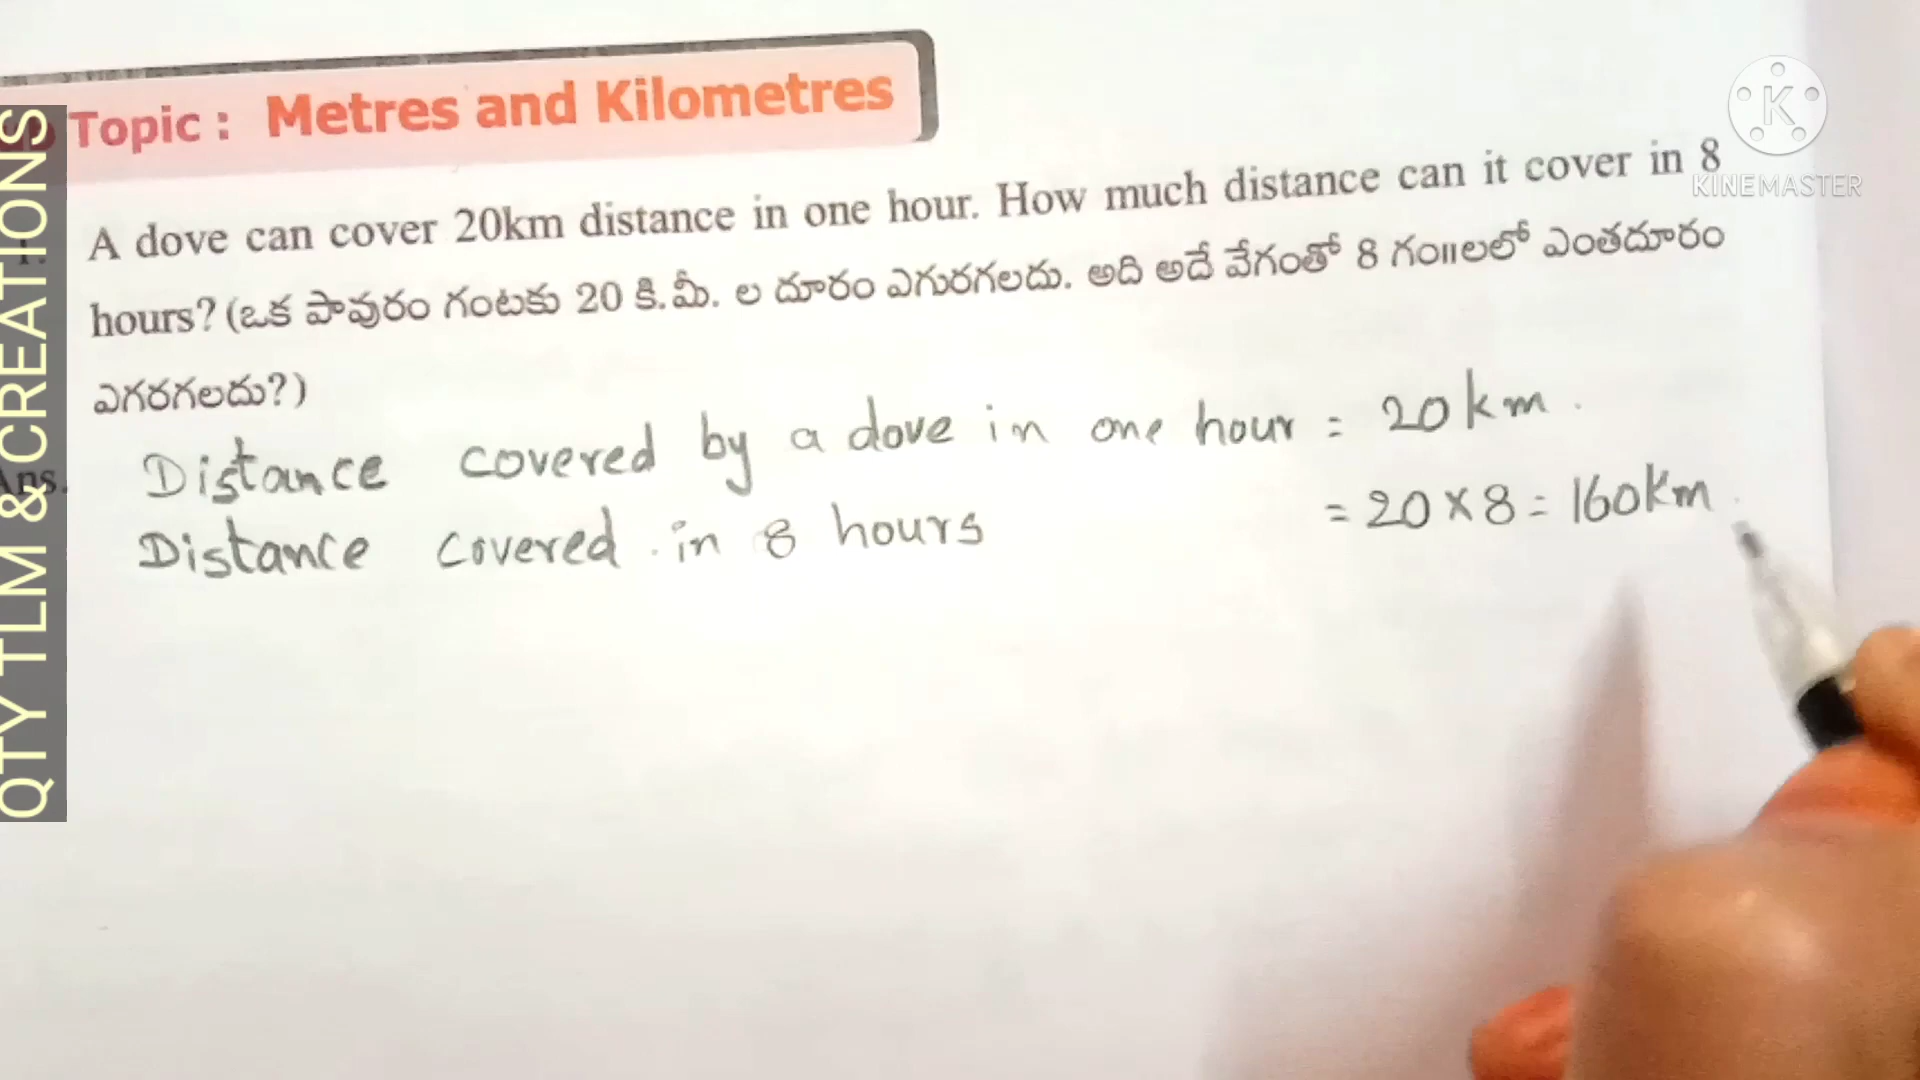 Topic : Metres and Kilometres
KINEMASTER
1. A dove can cover 20km distance in one hour. How much distance can it cover in 8
hours? (ఒక పావురం గంటకు 20 కి.మీ. ల దూరం ఎగురగలదు. అది అదే వేగంతో 8 గం॥లలో ఎంతదూరం
ఎగరగలదు?)
Ans. Distance covered by a dove in one hour = 20km.
Distance covered in 8 hours = 20 × 8 = 160km.
QTY TLM & CREATIONS